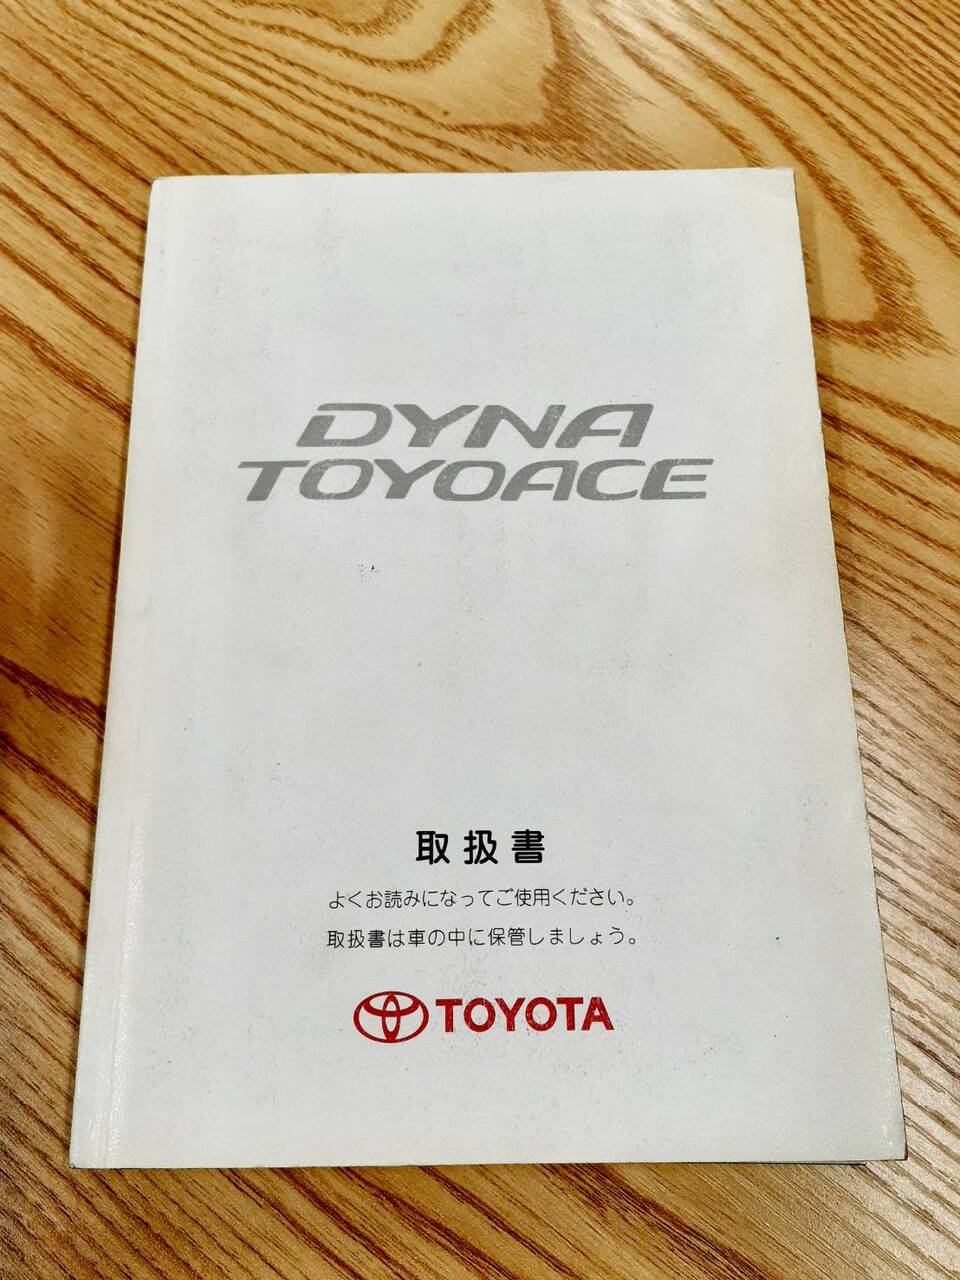 DYNA
TOYOACE
取扱書
よくお読みになってご使用ください。
取扱書は車の中に保管しましょう。
TOYOTA